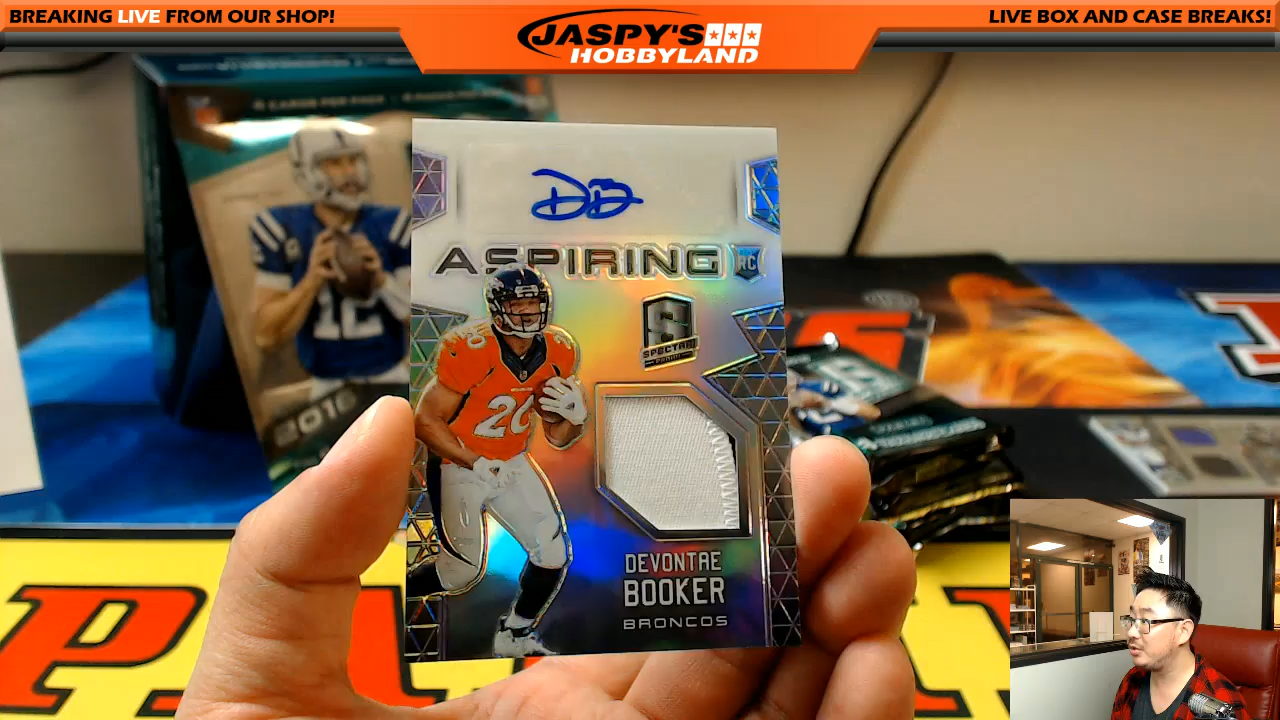 BREAKING LIVE FROM OUR SHOP!
JASPY'S
HOBBYLAND
LIVE BOX AND CASE BREAKS!
12
2016
ASPIRING RC
S
SPECTRA
PANINI
20
DEVONTAE
BOOKER
BRONCOS